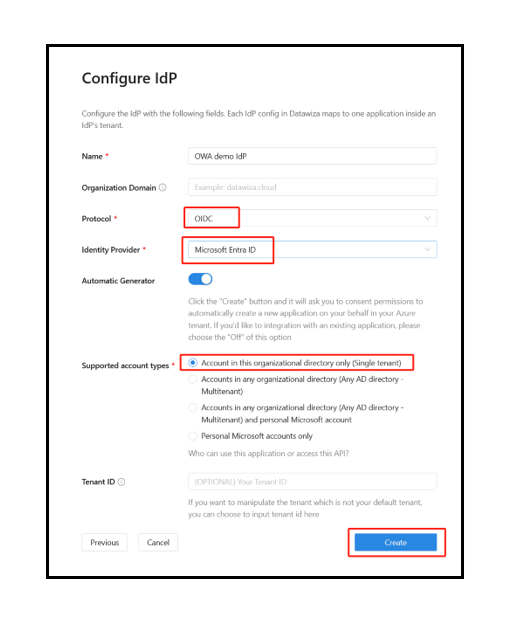 Configure IdP
Configure the IdP with the following fields. Each IdP config in Datawiza maps to one application inside an
IdP's tenant.
Name *
OWA demo IdP
Organization Domain
Example: datawiza.cloud
Protocol *
OIDC
Identity Provider *
Microsoft Entra ID
Automatic Generator
Click the "Create" button and it will ask you to consent permissions to
automatically create a new application on your behalf in your Azure
tenant. If you'd like to integration with an existing application, please
choose the "Off" of this option
Supported account types *
Account in this organizational directory only (Single tenant)
Accounts in any organizational directory (Any AD directory -
Multitenant)
Accounts in any organizational directory (Any AD directory -
Multitenant) and personal Microsoft account
Personal Microsoft accounts only
Who can use this application or access this API?
Tenant ID
(OPTIONAL) Your Tenant ID
If you want to manipulate the tenant which is not your default tenant,
you can choose to input tenant id here
Previous
Cancel
Create